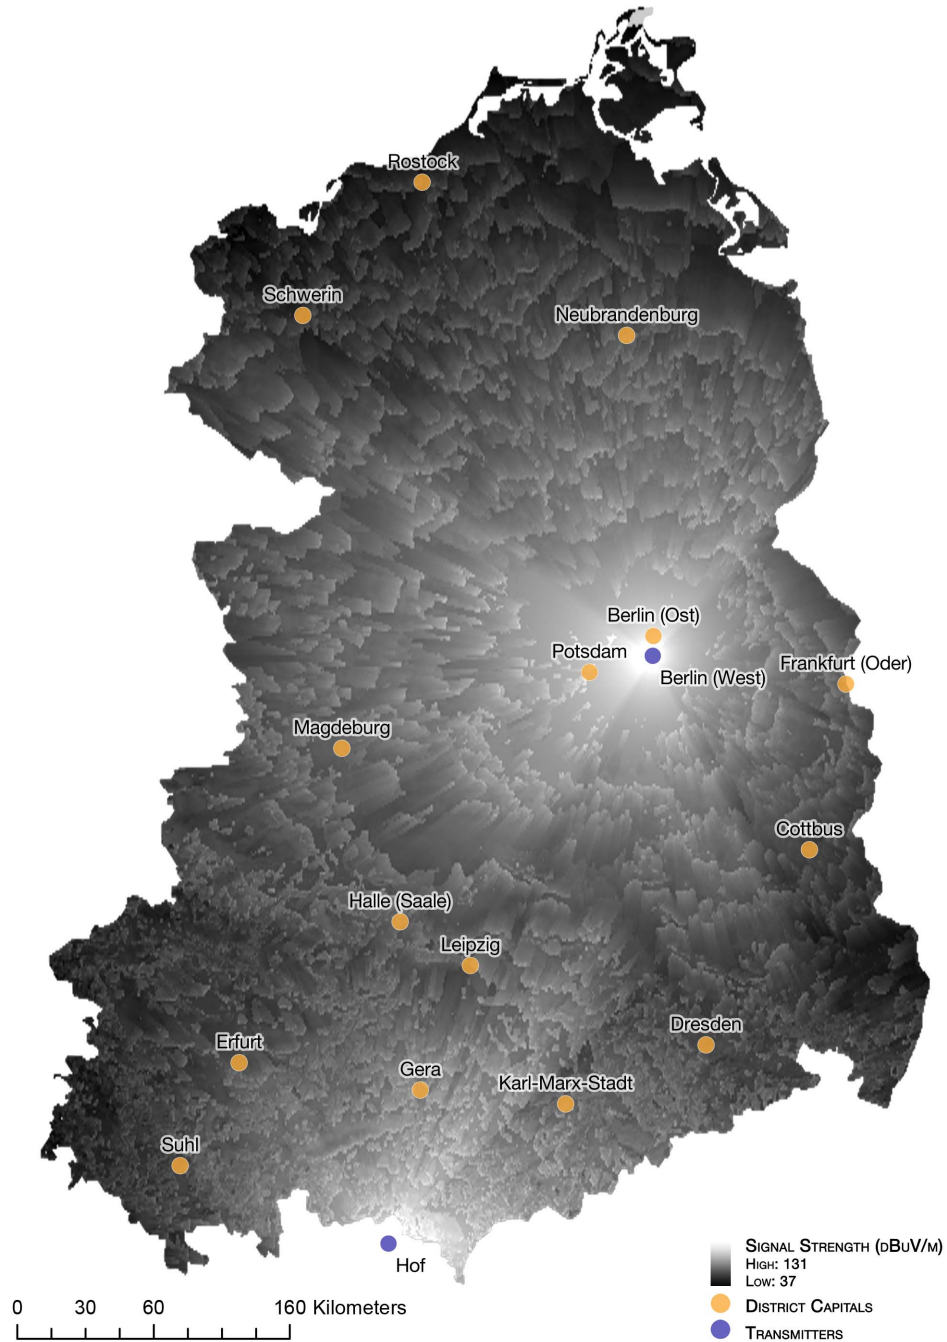 Rostock
Schwerin
Neubrandenburg
Berlin (Ost)
Potsdam
Frankfurt (Oder)
Berlin (West)
Magdeburg
Cottbus
Halle (Saale)
Leipzig
Dresden
Erfurt
Gera
Karl-Marx-Stadt
Suhl
Hof
Signal Strength (dBuV/m)
High: 131
Low: 37
District Capitals
Transmitters
0 30 60 160 Kilometers